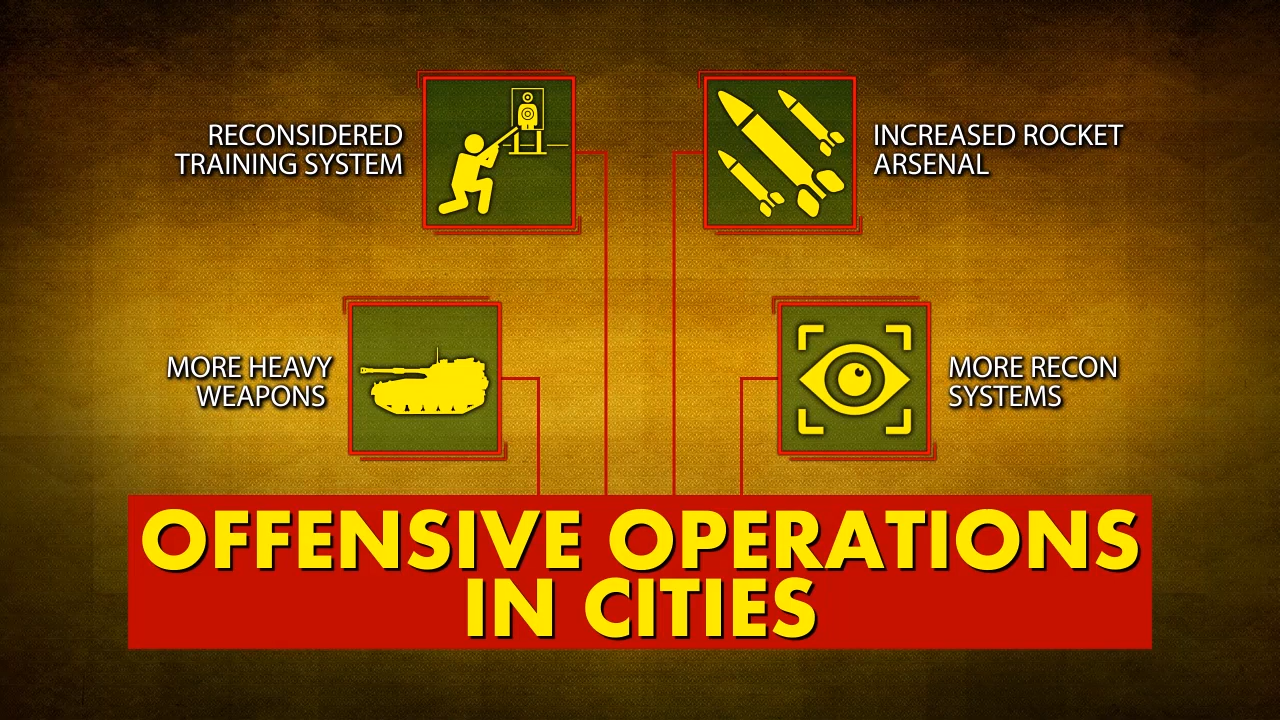 RECONSIDERED
TRAINING SYSTEM
INCREASED ROCKET
ARSENAL
MORE HEAVY
WEAPONS
MORE RECON
SYSTEMS
OFFENSIVE OPERATIONS
IN CITIES